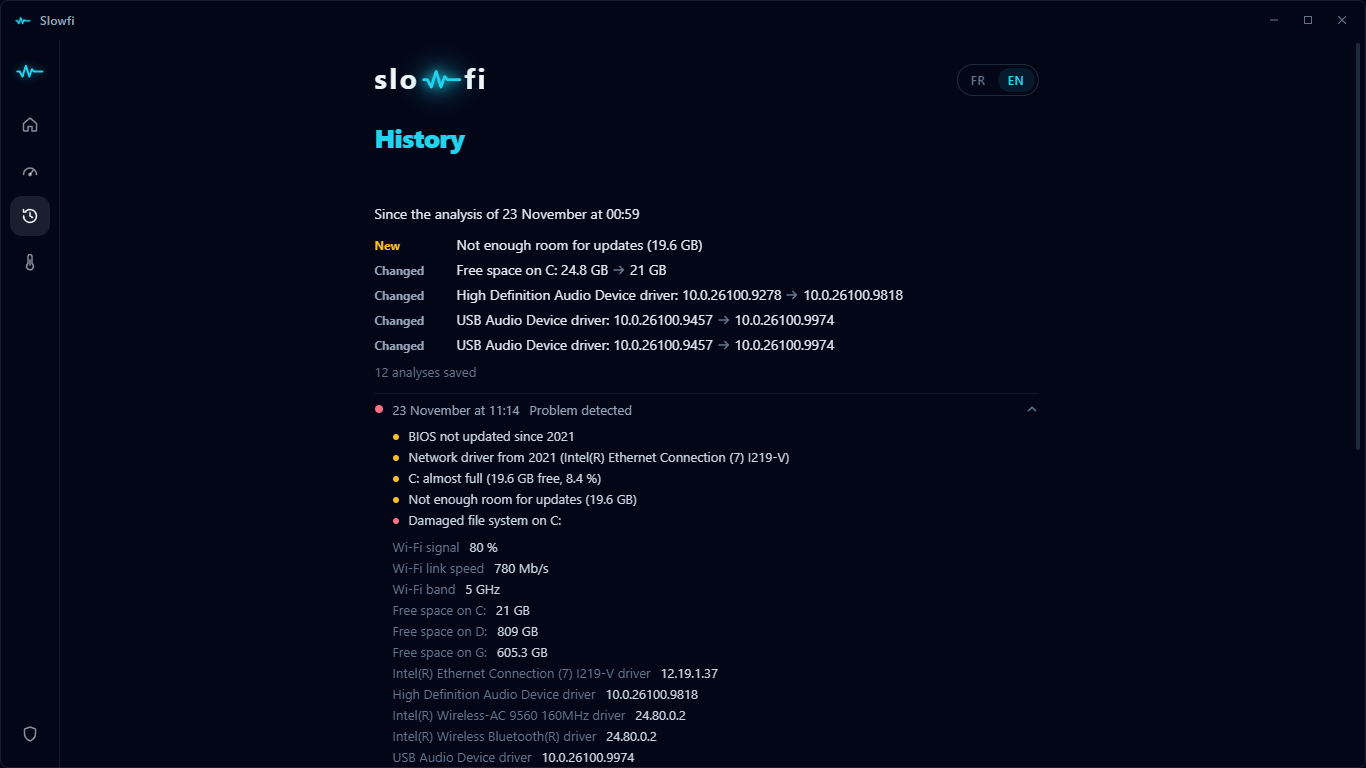 Slowfi
slo fi
FR EN
History
Since the analysis of 23 November at 00:59
New Not enough room for updates (19.6 GB)
Changed Free space on C: 24.8 GB → 21 GB
Changed High Definition Audio Device driver: 10.0.26100.9278 → 10.0.26100.9818
Changed USB Audio Device driver: 10.0.26100.9457 → 10.0.26100.9974
Changed USB Audio Device driver: 10.0.26100.9457 → 10.0.26100.9974
12 analyses saved
23 November at 11:14 Problem detected
BIOS not updated since 2021
Network driver from 2021 (Intel(R) Ethernet Connection (7) I219-V)
C: almost full (19.6 GB free, 8.4 %)
Not enough room for updates (19.6 GB)
Damaged file system on C:
Wi-Fi signal 80 %
Wi-Fi link speed 780 Mb/s
Wi-Fi band 5 GHz
Free space on C: 21 GB
Free space on D: 809 GB
Free space on G: 605.3 GB
Intel(R) Ethernet Connection (7) I219-V driver 12.19.1.37
High Definition Audio Device driver 10.0.26100.9818
Intel(R) Wireless-AC 9560 160MHz driver 24.80.0.2
Intel(R) Wireless Bluetooth(R) driver 24.80.0.2
USB Audio Device driver 10.0.26100.9974